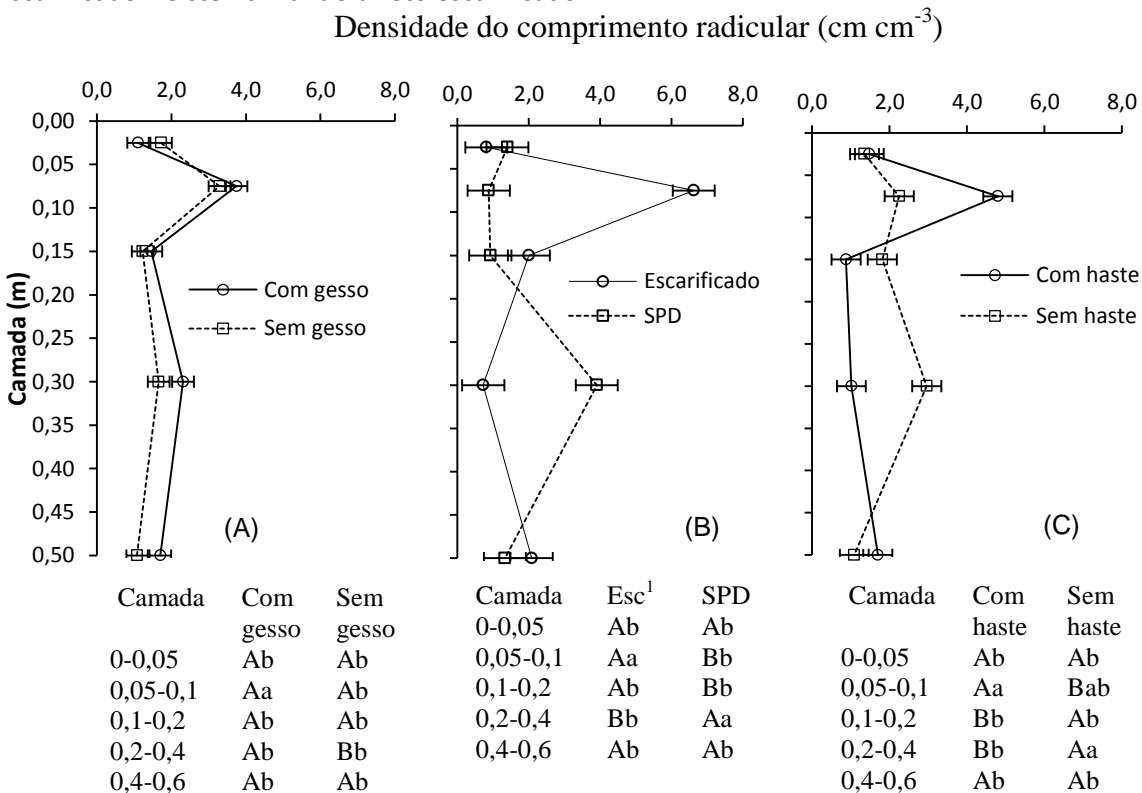 Densidade do comprimento radicular (cm cm-3)
0,0 2,0 4,0 6,0 8,0
0,0 2,0 4,0 6,0 8,0
0,0 2,0 4,0 6,0 8,0
Camada (m)
0,00
0,05
0,10
0,15
0,20
0,25
0,30
0,35
0,40
0,45
0,50
Com gesso
Sem gesso
(A)
Escarificado
SPD
(B)
Com haste
Sem haste
(C)
Camada Com gesso Sem gesso
0-0,05 Ab Ab
0,05-0,1 Aa Ab
0,1-0,2 Ab Ab
0,2-0,4 Ab Bb
0,4-0,6 Ab Ab
Camada Esc1 SPD
0-0,05 Ab Ab
0,05-0,1 Aa Bb
0,1-0,2 Ab Bb
0,2-0,4 Bb Aa
0,4-0,6 Ab Ab
Camada Com haste Sem haste
0-0,05 Ab Ab
0,05-0,1 Aa Bab
0,1-0,2 Bb Ab
0,2-0,4 Bb Aa
0,4-0,6 Ab Ab